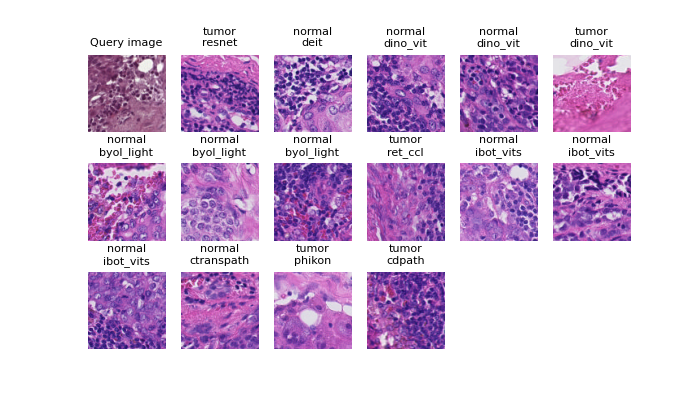 Query image
tumor
resnet
normal
deit
normal
dino_vit
normal
dino_vit
tumor
dino_vit
normal
byol_light
normal
byol_light
normal
byol_light
tumor
ret_ccl
normal
ibot_vits
normal
ibot_vits
normal
ibot_vits
normal
ctranspath
tumor
phikon
tumor
cdpath